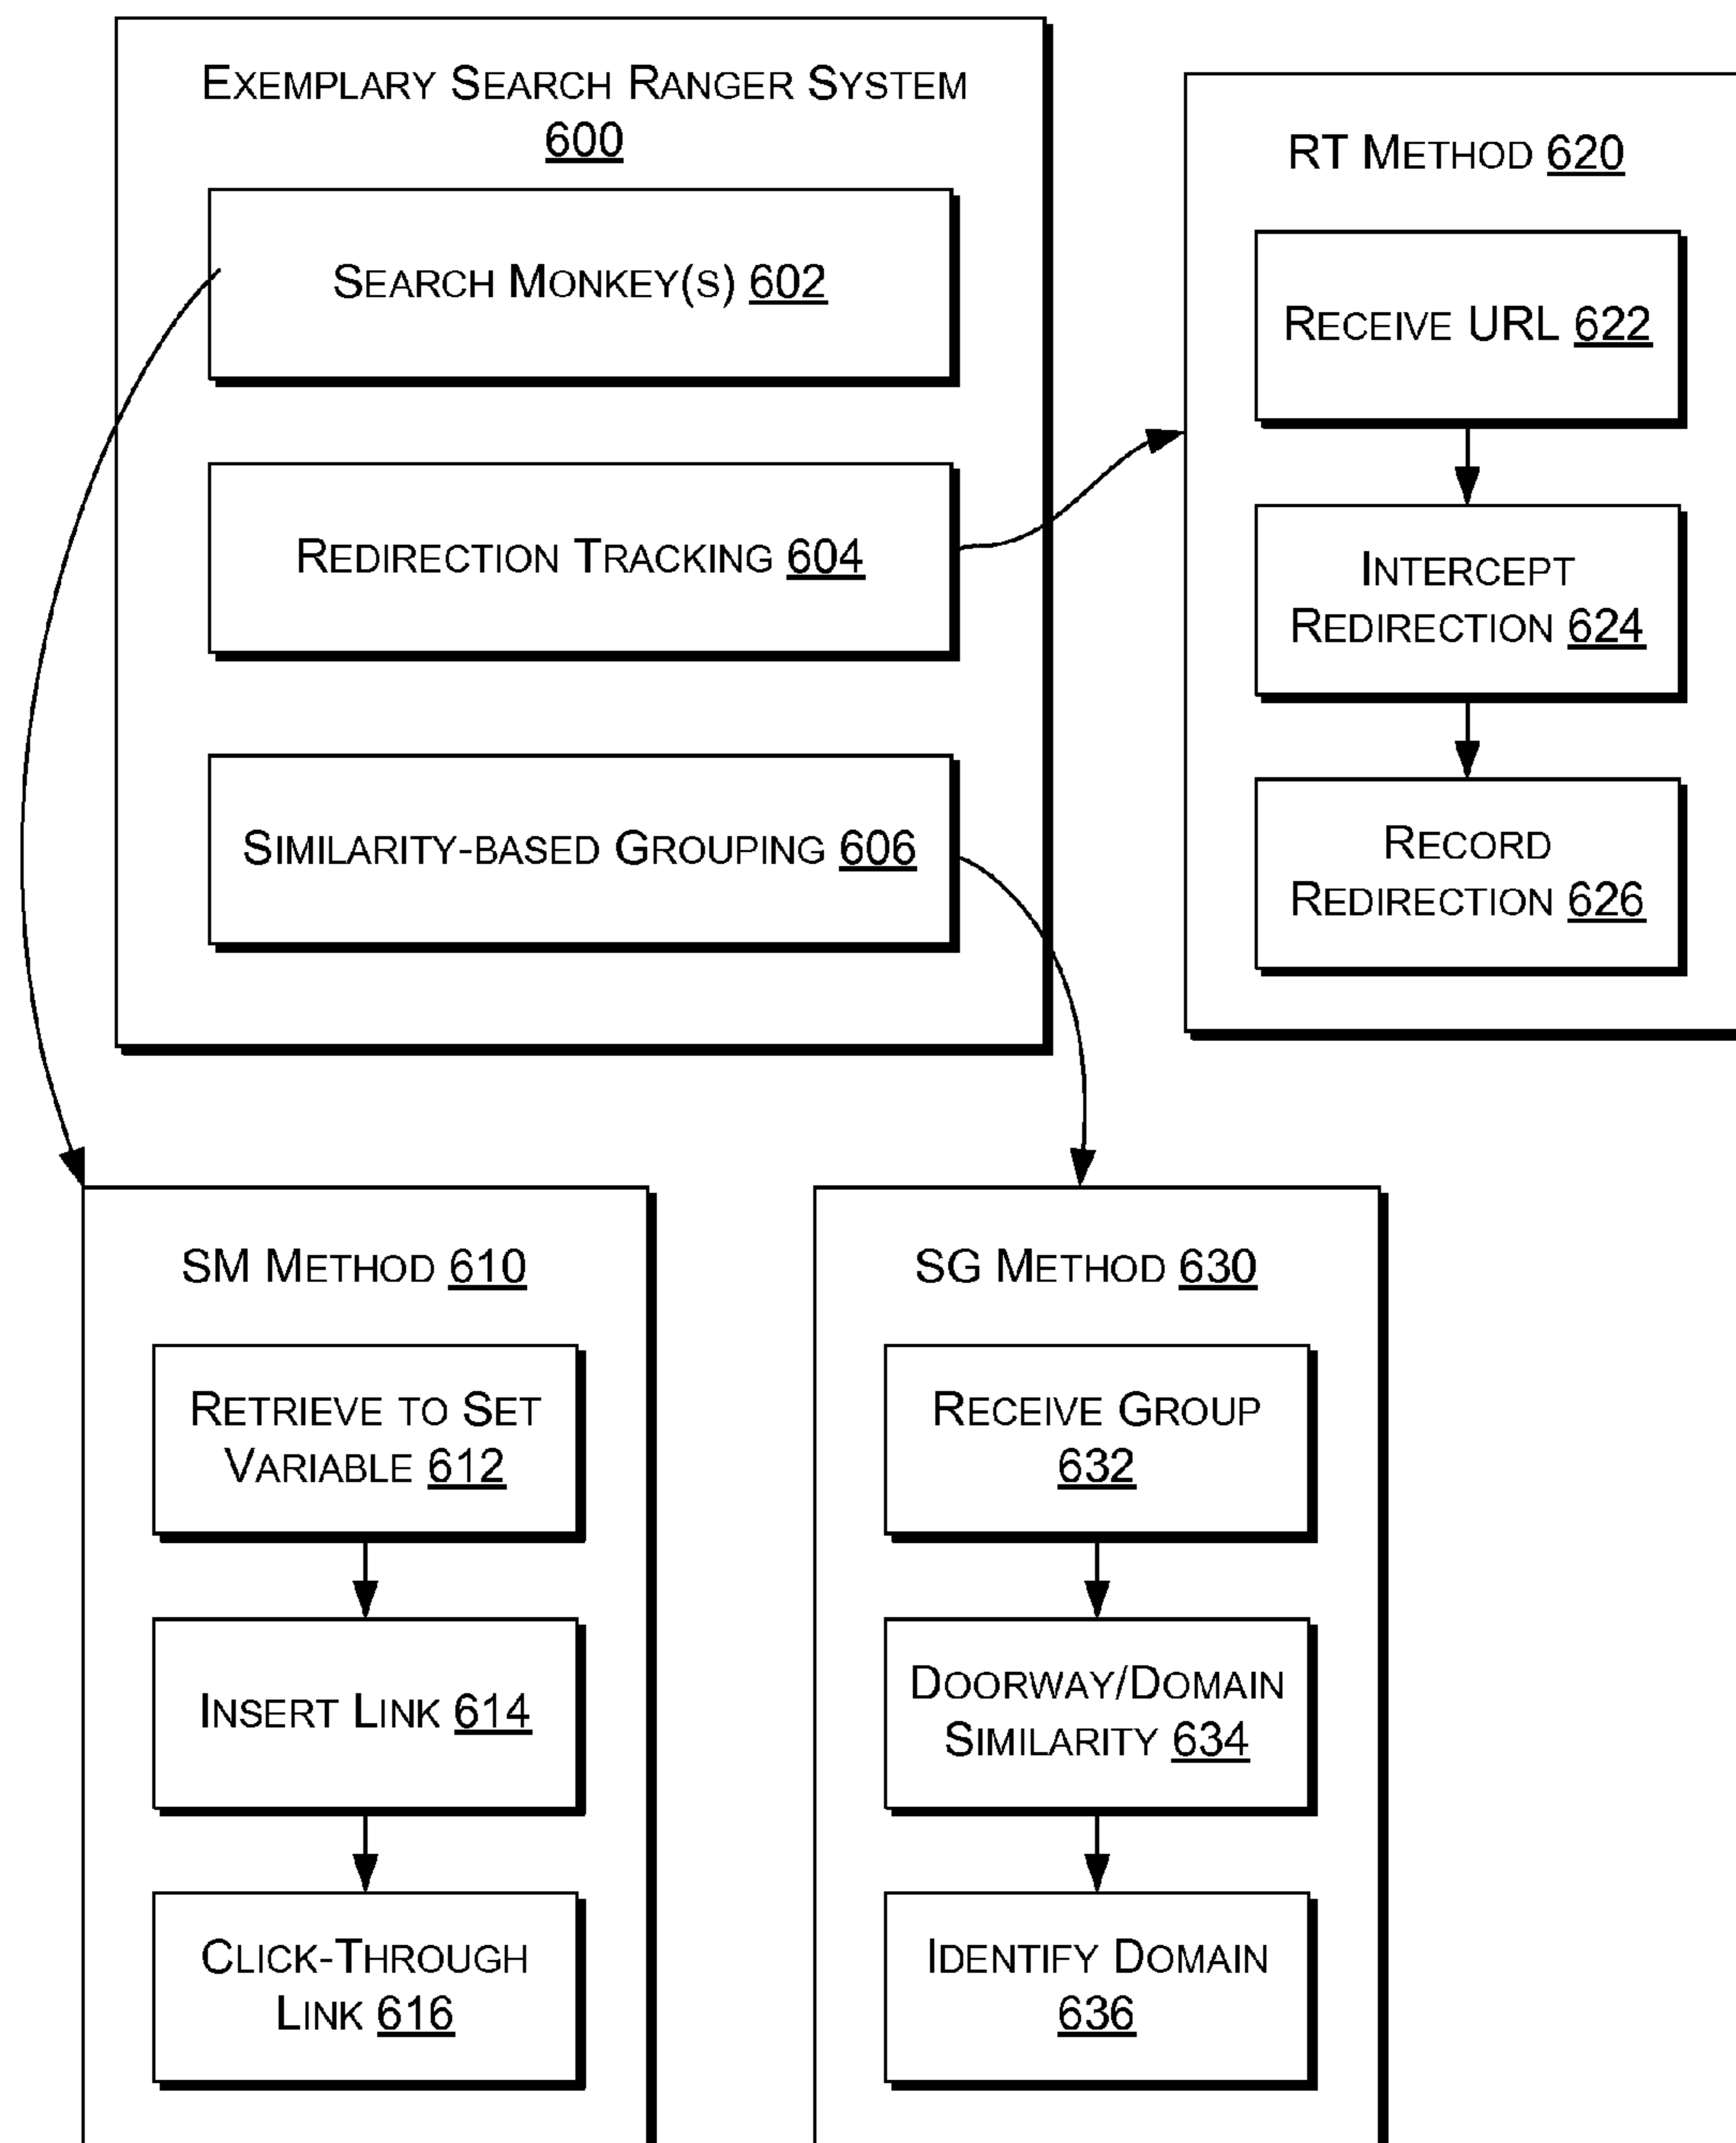 Exemplary Search Ranger System
600
Search Monkey(s) 602
Redirection Tracking 604
Similarity-based Grouping 606
RT Method 620
Receive URL 622
Intercept
Redirection 624
Record
Redirection 626
SM Method 610
Retrieve to Set
Variable 612
Insert Link 614
Click-Through
Link 616
SG Method 630
Receive Group
632
Doorway/Domain
Similarity 634
Identify Domain
636